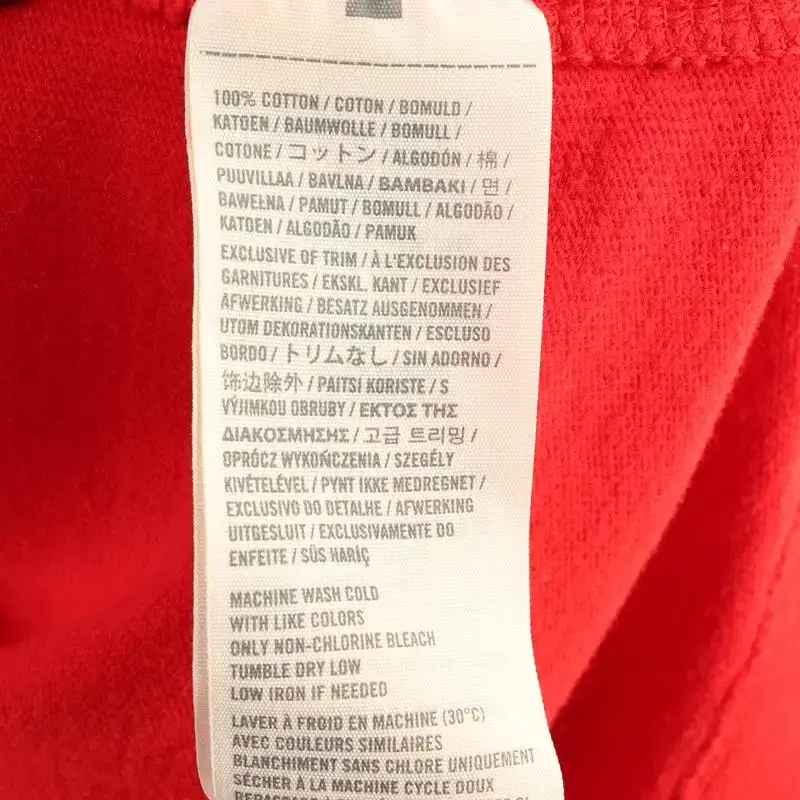 100% COTTON / COTON / BOMULD /
KATOEN / BAUMWOLLE / BOMULL /
COTONE / コットン / ALGODÓN / 棉 /
PUUVILLAA / BAVLNA / ΒΑΜΒΑΚΙ / 면 /
BAWEŁNA / PAMUT / BOMULL / ALGODÃO /
KATOEN / ALGODÃO / PAMUK
EXCLUSIVE OF TRIM / À L'EXCLUSION DES
GARNITURES / EKSKL. KANT / EXCLUSIEF
AFWERKING / BESATZ AUSGENOMMEN /
UTOM DEKORATIONSKANTEN / ESCLUSO
BORDO / トリムなし / SIN ADORNO /
饰边除外 / PAITSI KORISTE / S
VÝJIMKOU OBRUBY / ΕΚΤΟΣ ΤΗΣ
ΔΙΑΚΟΣΜΗΣΗΣ / 고급 트리밍 /
OPRÓCZ WYKOŃCZENIA / SZEGÉLY
KIVÉTELÉVEL / PYNT IKKE MEDREGNET /
EXCLUSIVO DO DETALHE / AFWERKING
UITGESLUIT / EXCLUSIVAMENTE DO
ENFEITE / SÜS HARİÇ
MACHINE WASH COLD
WITH LIKE COLORS
ONLY NON-CHLORINE BLEACH
TUMBLE DRY LOW
LOW IRON IF NEEDED
LAVER À FROID EN MACHINE (30°C)
AVEC COULEURS SIMILAIRES
BLANCHIMENT SANS CHLORE UNIQUEMENT
SÉCHER À LA MACHINE CYCLE DOUX